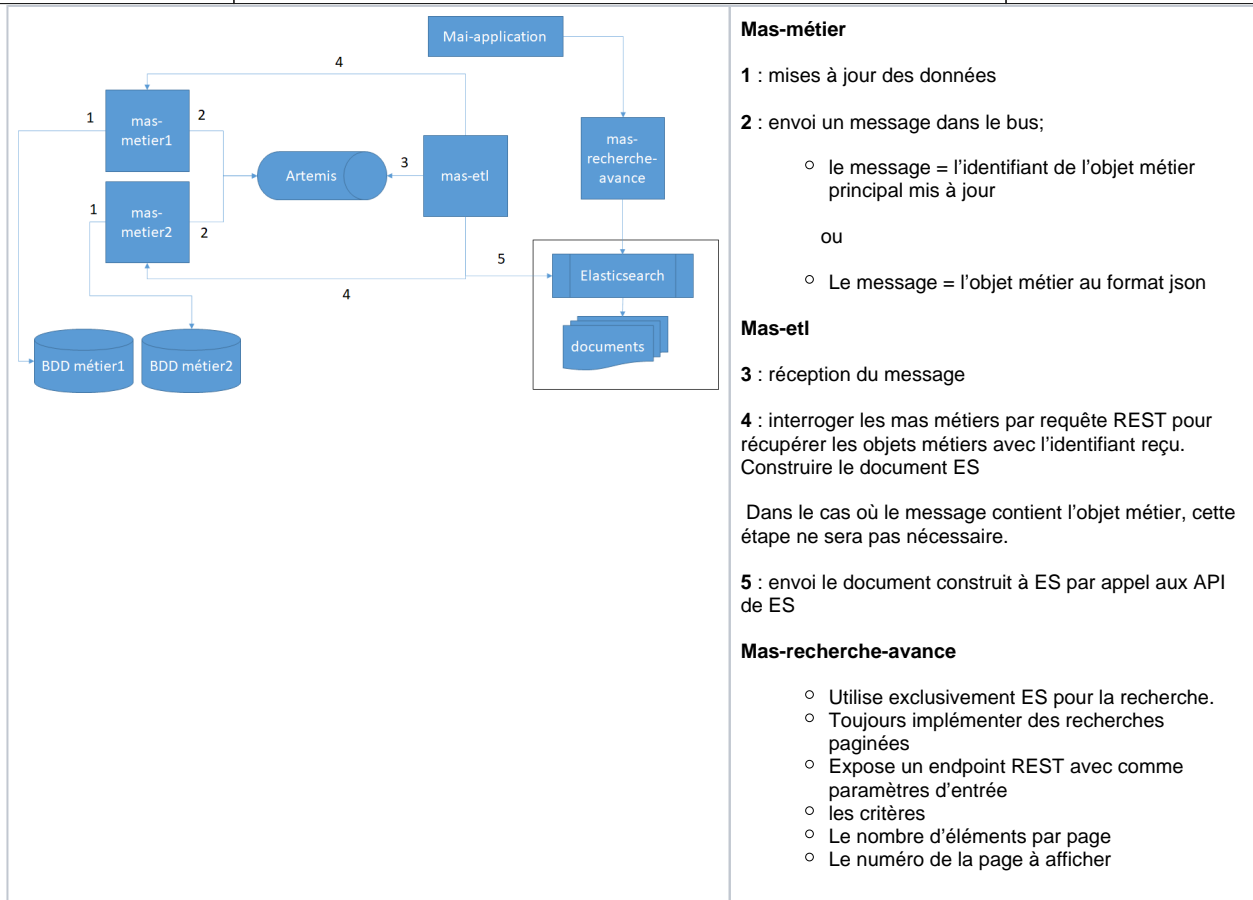 Mai-application
4
1
mas-
metier1
2
mas-
recherche-
avance
Artemis
3
mas-etl
1
mas-
metier2
2
5
Elasticsearch
4
documents
BDD métier1
BDD métier2
Mas-métier
1 : mises à jour des données
2 : envoi un message dans le bus;
○ le message = l'identifiant de l'objet métier
principal mis à jour
ou
○ Le message = l'objet métier au format json
Mas-etl
3 : réception du message
4 : interroger les mas métiers par requête REST pour
récupérer les objets métiers avec l'identifiant reçu.
Construire le document ES
Dans le cas où le message contient l'objet métier, cette
étape ne sera pas nécessaire.
5 : envoi le document construit à ES par appel aux API
de ES
Mas-recherche-avance
○ Utilise exclusivement ES pour la recherche.
○ Toujours implémenter des recherches
paginées
○ Expose un endpoint REST avec comme
paramètres d'entrée
○ les critères
○ Le nombre d'éléments par page
○ Le numéro de la page à afficher